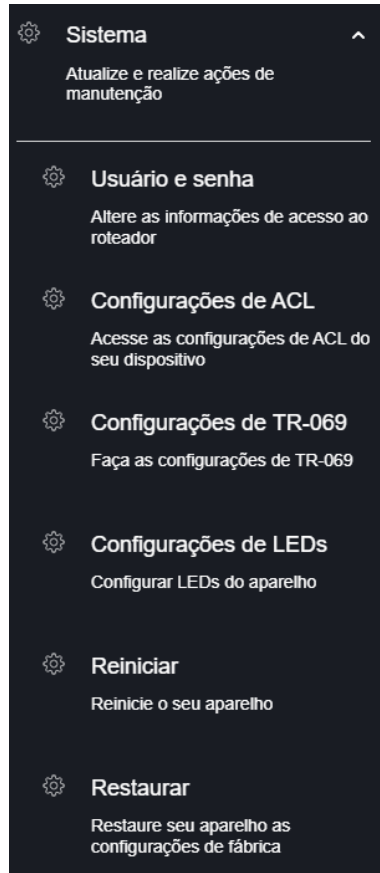 Sistema
Atualize e realize ações de
manutenção
Usuário e senha
Altere as informações de acesso ao
roteador
Configurações de ACL
Acesse as configurações de ACL do
seu dispositivo
Configurações de TR-069
Faça as configurações de TR-069
Configurações de LEDs
Configurar LEDs do aparelho
Reiniciar
Reinicie o seu aparelho
Restaurar
Restaure seu aparelho as
configurações de fábrica